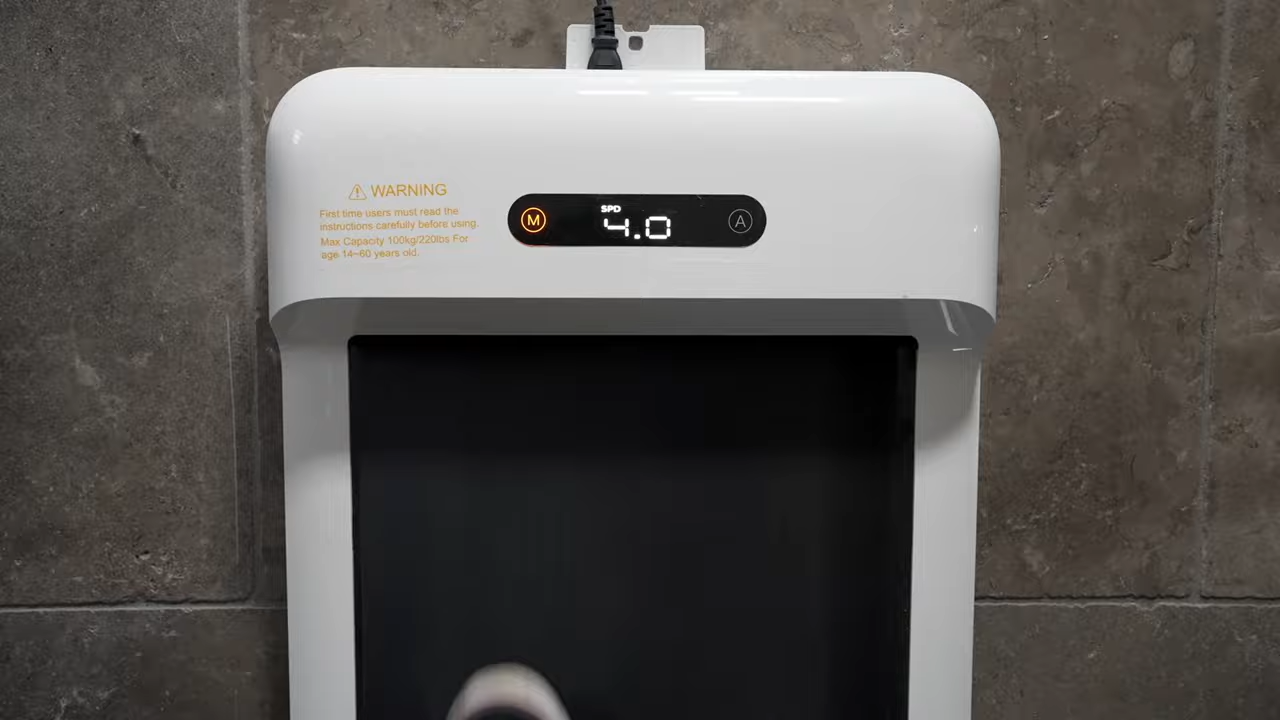 WARNING
First time users must read the
instructions carefully before using.
Max Capacity 100kg/220lbs For
age 14~60 years old.
M
SPD
4.0
A